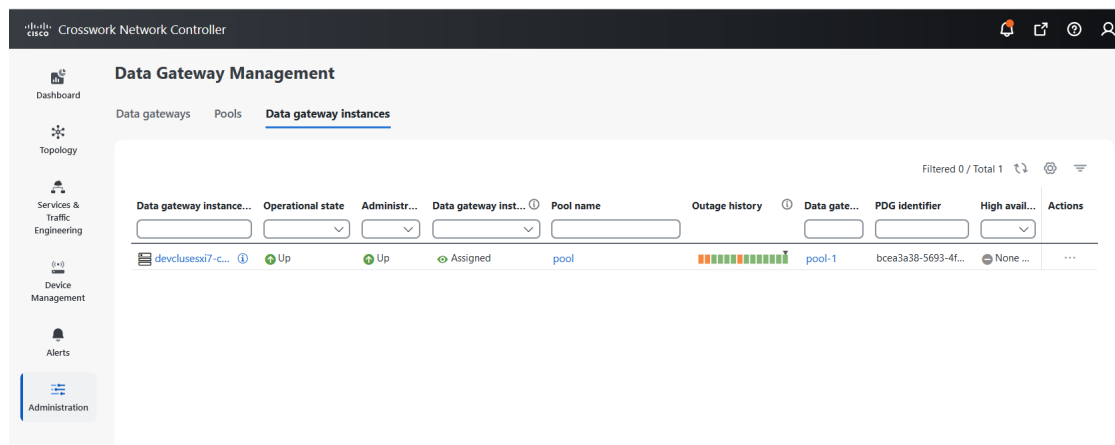 CISCO Crosswork Network Controller
Dashboard
Topology
Services &
Traffic
Engineering
Device
Management
Alerts
Administration
Data Gateway Management
Data gateways Pools Data gateway instances
Filtered 0 / Total 1
Data gateway instance... Operational state Administr... Data gateway inst... Pool name Outage history Data gate... PDG identifier High avail... Actions
devclusesxi7-c... Up Up Assigned pool pool-1 bcea3a38-5693-4f... None ... ...